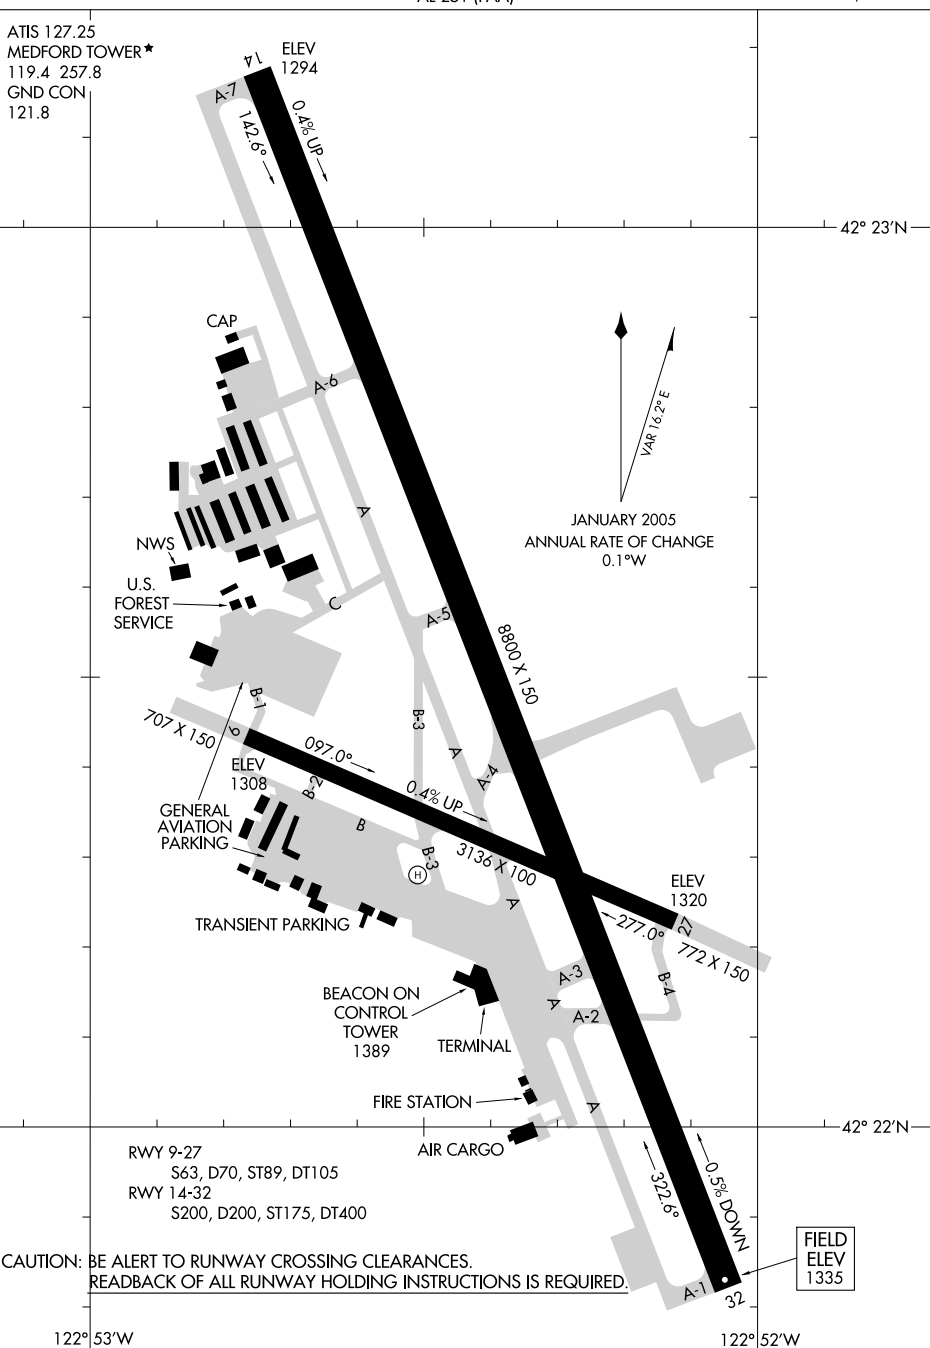 ATIS 127.25
MEDFORD TOWER★
119.4 257.8
GND CON
121.8
14
ELEV
1294
A-7
142.6°
0.4% UP
42° 23'N
CAP
A-6
VAR 16.2° E
JANUARY 2005
ANNUAL RATE OF CHANGE
0.1°W
A
NWS
U.S.
FOREST
SERVICE
C
A-5
8800 X 150
B-1
707 X 150
9
B-3
A
A-4
097.0°
ELEV
1308
B-2
0.4% UP
GENERAL
AVIATION
PARKING
B
B-3
3136 X 100
H
ELEV
1320
27
277.0°
772 X 150
A
TRANSIENT PARKING
A-3
B-4
BEACON ON
CONTROL
TOWER
1389
A
A-2
TERMINAL
FIRE STATION
A
AIR CARGO
42° 22'N
RWY 9-27
S63, D70, ST89, DT105
RWY 14-32
S200, D200, ST175, DT400
322.6°
0.5% DOWN
FIELD
ELEV
1335
CAUTION: BE ALERT TO RUNWAY CROSSING CLEARANCES.
READBACK OF ALL RUNWAY HOLDING INSTRUCTIONS IS REQUIRED.
A-1
32
122° 53'W
122° 52'W